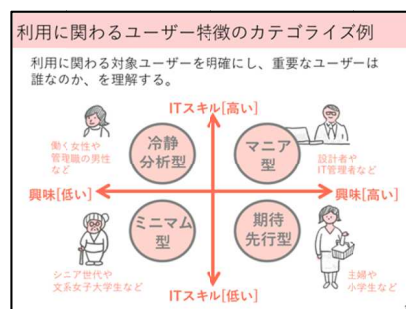 利用に関わるユーザー特徴のカテゴライズ例
利用に関わる対象ユーザーを明確にし、重要なユーザーは
誰なのか、を理解する。
ITスキル[高い]
冷静
分析型
マニア
型
働く女性や
管理職の男性
など
設計者や
IT管理者など
興味[低い]
興味[高い]
ミニマム
型
期待
先行型
シニア世代や
文系女子大学生など
主婦や
小学生など
ITスキル[低い]